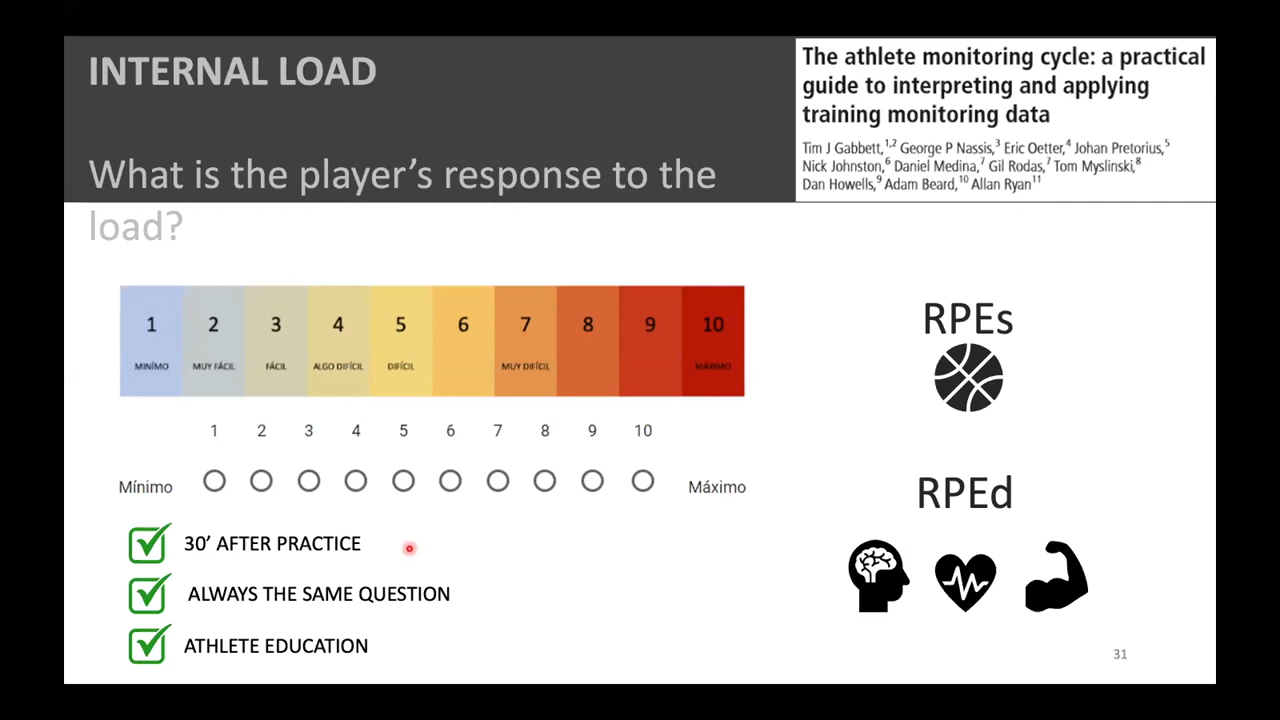 INTERNAL LOAD
What is the player's response to the
load?
The athlete monitoring cycle: a practical
guide to interpreting and applying
training monitoring data
Tim J Gabbett,1,2 George P Nassis,3 Eric Oetter,4 Johan Pretorius,5
Nick Johnston,6 Daniel Medina,7 Gil Rodas,7 Tom Myslinski,8
Dan Howells,9 Adam Beard,10 Allan Ryan11
1 2 3 4 5 6 7 8 9 10
MINÍMO MUY FÁCIL FÁCIL ALGO DIFÍCIL DIFÍCIL MUY DIFÍCIL MÁXIMO
1 2 3 4 5 6 7 8 9 10
Mínimo Máximo
30' AFTER PRACTICE
ALWAYS THE SAME QUESTION
ATHLETE EDUCATION
RPEs
RPEd
31